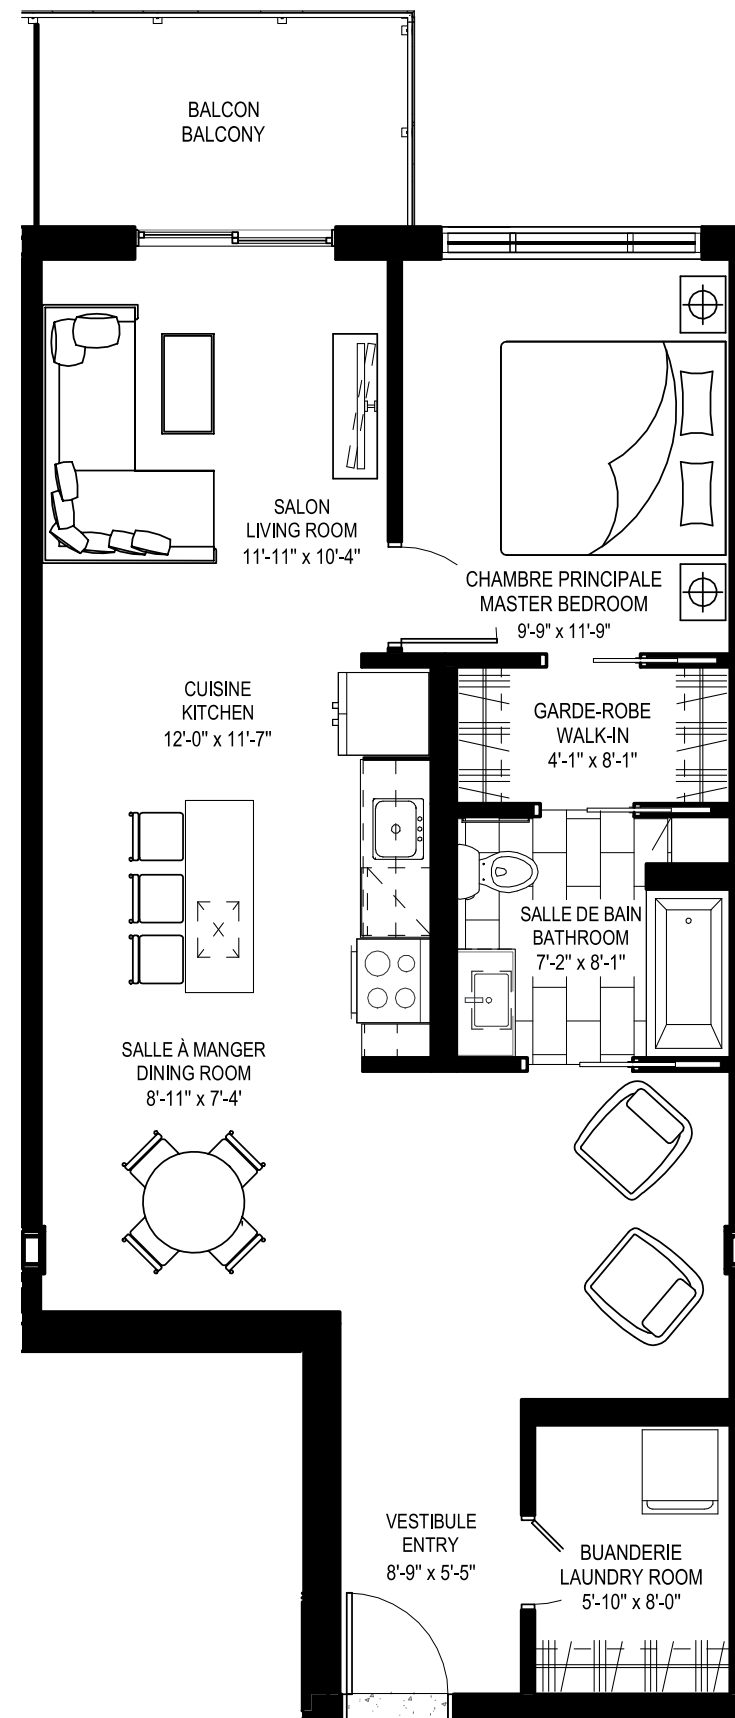 BALCON
BALCONY
SALON
LIVING ROOM
11'-11" x 10'-4"
CHAMBRE PRINCIPALE
MASTER BEDROOM
9'-9" x 11'-9"
CUISINE
KITCHEN
12'-0" x 11'-7"
GARDE-ROBE
WALK-IN
4'-1" x 8'-1"
SALLE DE BAIN
BATHROOM
7'-2" x 8'-1"
SALLE À MANGER
DINING ROOM
8'-11" x 7'-4'
VESTIBULE
ENTRY
8'-9" x 5'-5"
BUANDERIE
LAUNDRY ROOM
5'-10" x 8'-0"